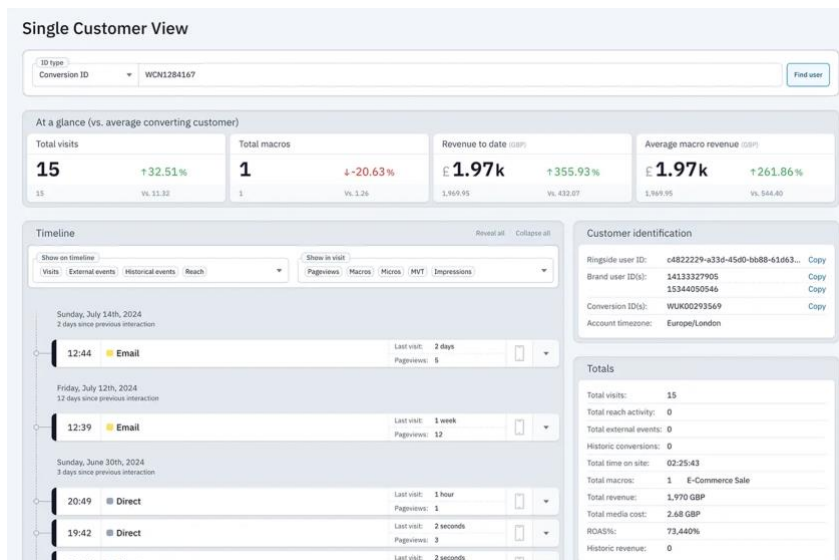 Single Customer View
ID type
Conversion ID WCN1284167 Find user
At a glance (vs. average converting customer)
Total visits
15 ↑32.51%
15 Vs. 11.32
Total macros
1 ↓-20.63%
1 Vs. 1.26
Revenue to date (GBP)
£1.97k ↑355.93%
1,969.95 Vs. 432.07
Average macro revenue (GBP)
£1.97k ↑261.86%
1,969.95 Vs. 544.40
Timeline Reveal all Collapse all
Show on timeline
Visits External events Historical events Reach
Show in visit
Pageviews Macros Micros MVT Impressions
Sunday, July 14th, 2024
2 days since previous interaction
12:44 Email
Last visit: 2 days
Pageviews: 5
Friday, July 12th, 2024
12 days since previous interaction
12:39 Email
Last visit: 1 week
Pageviews: 12
Sunday, June 30th, 2024
3 days since previous interaction
20:49 Direct
Last visit: 1 hour
Pageviews: 1
19:42 Direct
Last visit: 2 seconds
Pageviews: 3
Last visit: 2 seconds
Customer identification
Ringside user ID: c4822229-a33d-45d0-bb88-61d63... Copy
Brand user ID(s): 14133327905 Copy
15344050546 Copy
Conversion ID(s): WUK00293569 Copy
Account timezone: Europe/London
Totals
Total visits: 15
Total reach activity: 0
Total external events: 0
Historic conversions: 0
Total time on site: 02:25:43
Total macros: 1 E-Commerce Sale
Total revenue: 1,970 GBP
Total media cost: 2.68 GBP
ROAS%: 73,440%
Historic revenue: 0